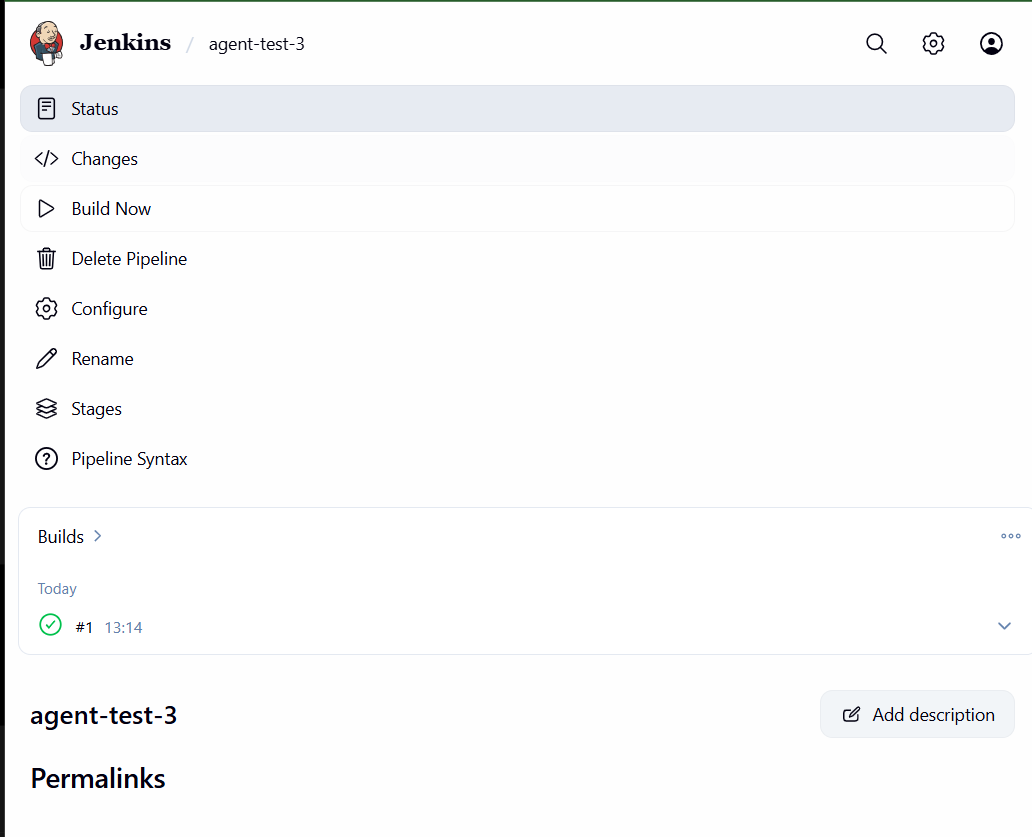 Jenkins / agent-test-3
Status
Changes
Build Now
Delete Pipeline
Configure
Rename
Stages
Pipeline Syntax
Builds
Today
#1 13:14
agent-test-3
Add description
Permalinks